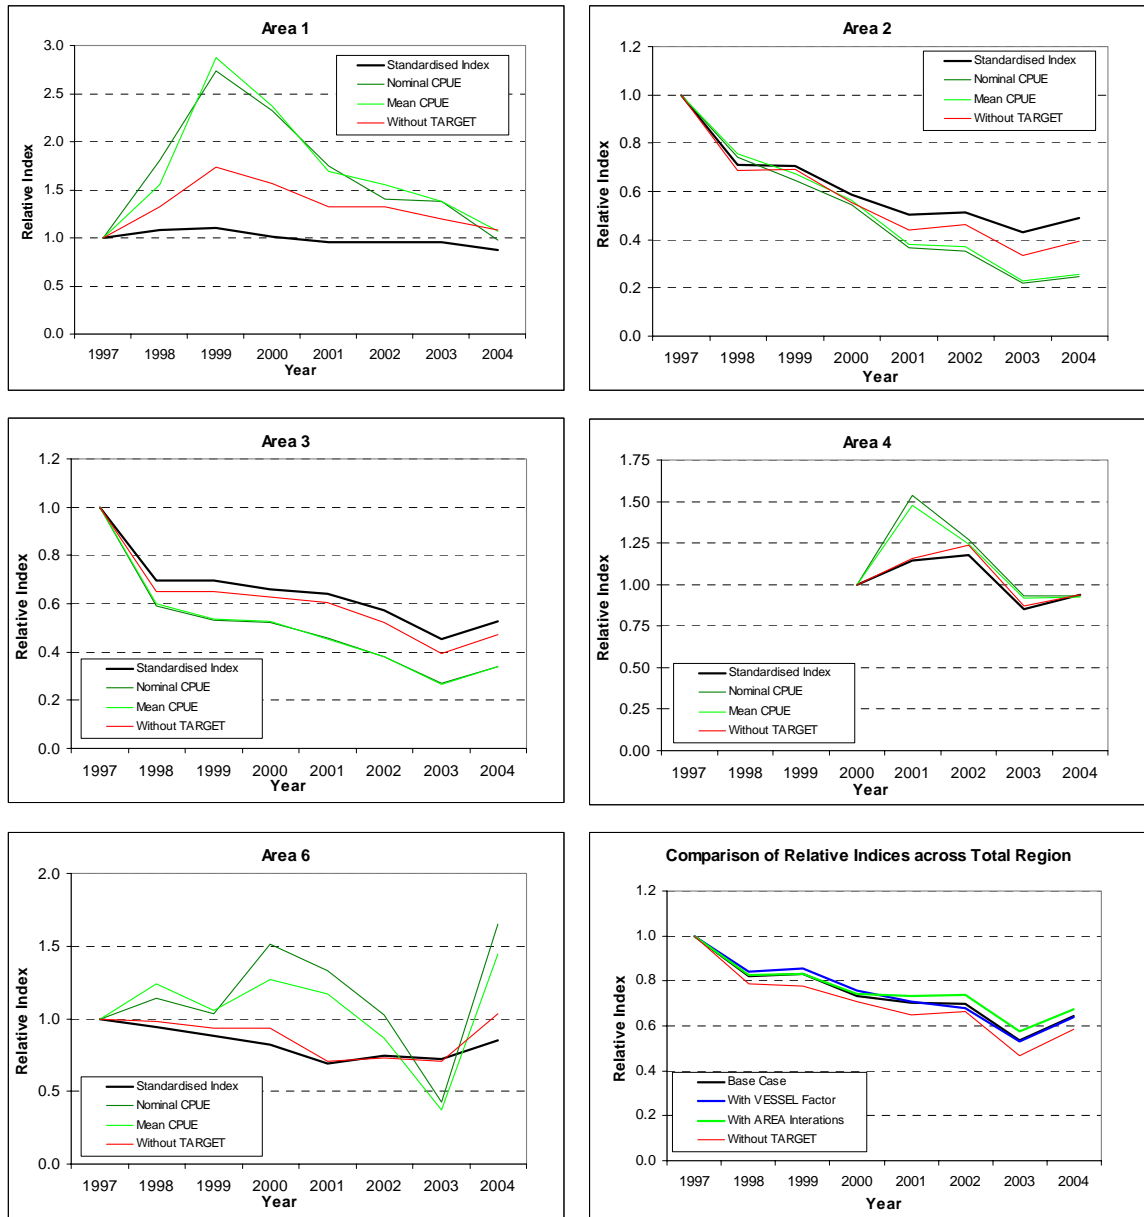 Area 1
3.0
2.5
2.0
1.5
1.0
0.5
0.0
Relative Index
Standardised Index
Nominal CPUE
Mean CPUE
Without TARGET
1997 1998 1999 2000 2001 2002 2003 2004
Year
Area 2
1.2
1.0
0.8
0.6
0.4
0.2
0.0
Relative Index
Standardised Index
Nominal CPUE
Mean CPUE
Without TARGET
1997 1998 1999 2000 2001 2002 2003 2004
Year
Area 3
1.2
1.0
0.8
0.6
0.4
0.2
0.0
Relative Index
Standardised Index
Nominal CPUE
Mean CPUE
Without TARGET
1997 1998 1999 2000 2001 2002 2003 2004
Year
Area 4
1.75
1.50
1.25
1.00
0.75
0.50
0.25
0.00
Relative Index
Standardised Index
Nominal CPUE
Mean CPUE
Without TARGET
1997 1998 1999 2000 2001 2002 2003 2004
Year
Area 6
2.0
1.5
1.0
0.5
0.0
Relative Index
Standardised Index
Nominal CPUE
Mean CPUE
Without TARGET
1997 1998 1999 2000 2001 2002 2003 2004
Year
Comparison of Relative Indices across Total Region
1.2
1.0
0.8
0.6
0.4
0.2
0.0
Relative Index
Base Case
With VESSEL Factor
With AREA Interations
Without TARGET
1997 1998 1999 2000 2001 2002 2003 2004
Year